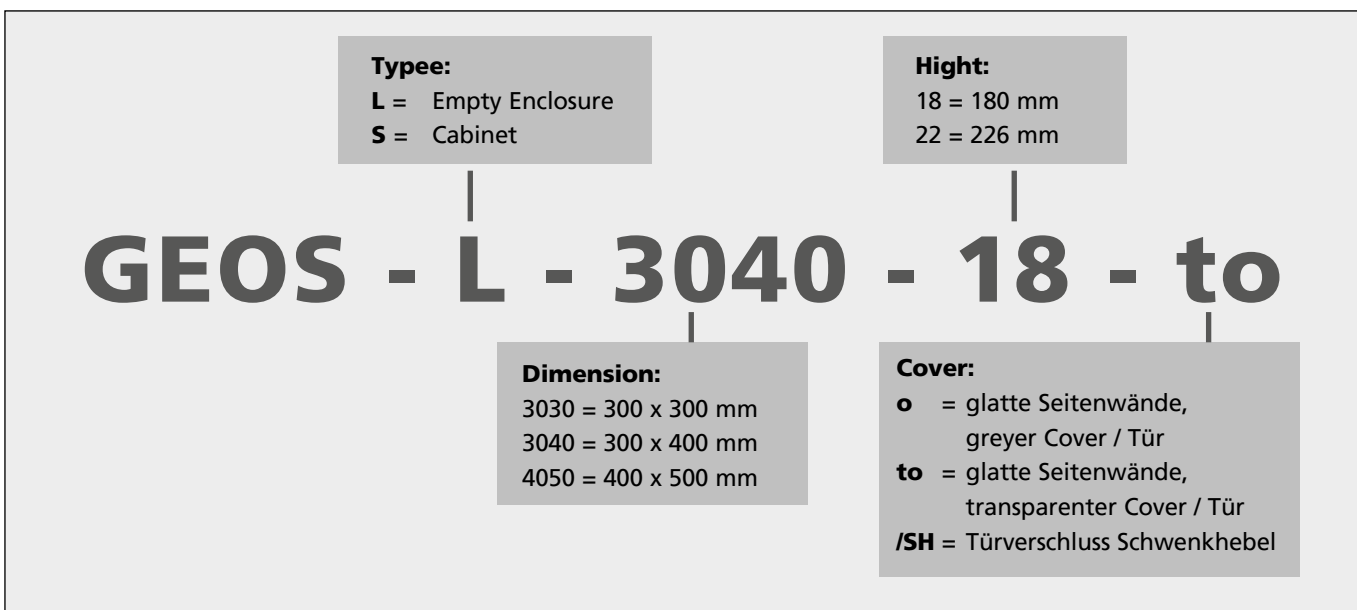 Typee:
L = Empty Enclosure
S = Cabinet
Hight:
18 = 180 mm
22 = 226 mm
GEOS - L - 3040 - 18 - to
Dimension:
3030 = 300 x 300 mm
3040 = 300 x 400 mm
4050 = 400 x 500 mm
Cover:
o = glatte Seitenwände,
greyer Cover / Tür
to = glatte Seitenwände,
transparenter Cover / Tür
/SH = Türverschluss Schwenkhebel